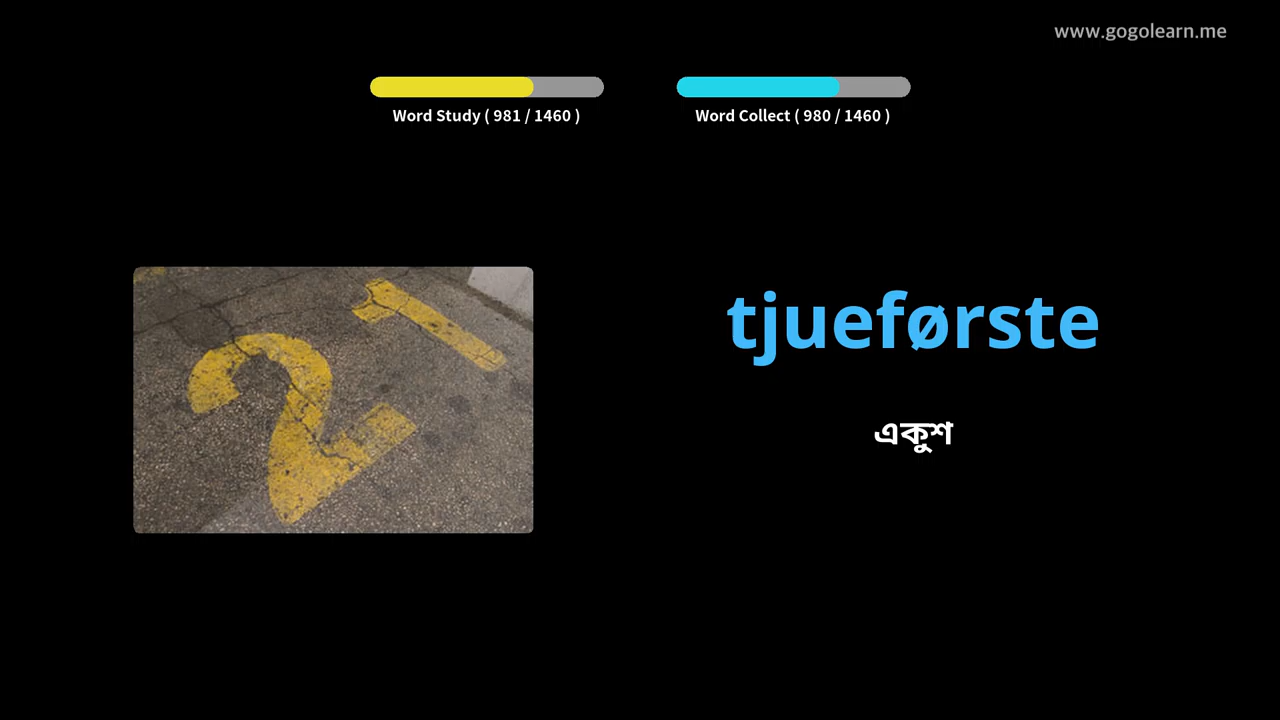 www.gogolearn.me
Word Study ( 981 / 1460 )
Word Collect ( 980 / 1460 )
21
tjueførste
একুশ